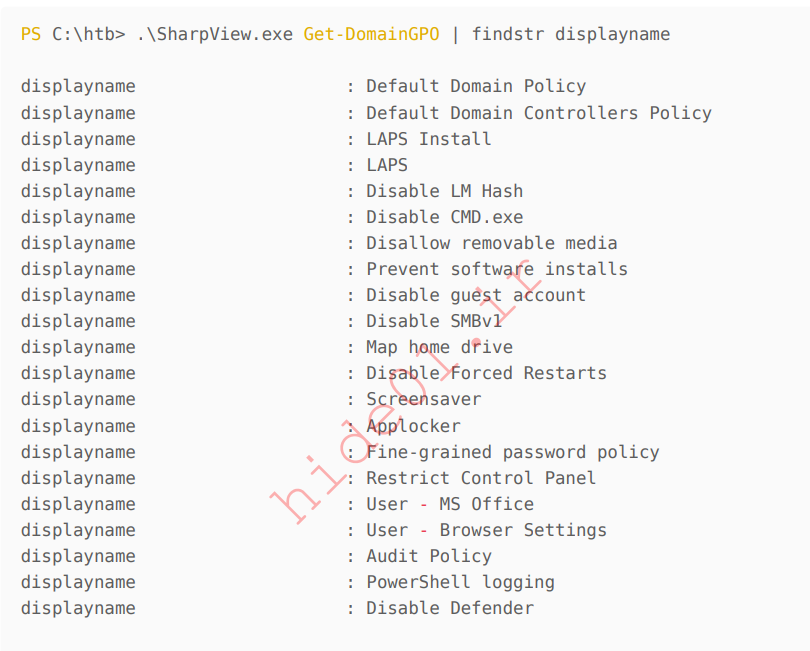 PS C:\htb> .\SharpView.exe Get-DomainGPO | findstr displayname
displayname : Default Domain Policy
displayname : Default Domain Controllers Policy
displayname : LAPS Install
displayname : LAPS
displayname : Disable LM Hash
displayname : Disable CMD.exe
displayname : Disallow removable media
displayname : Prevent software installs
displayname : Disable guest account
displayname : Disable SMBv1
displayname : Map home drive
displayname : Disable Forced Restarts
displayname : Screensaver
displayname : Applocker
displayname : Fine-grained password policy
displayname : Restrict Control Panel
displayname : User - MS Office
displayname : User - Browser Settings
displayname : Audit Policy
displayname : PowerShell logging
displayname : Disable Defender
hide01.ir